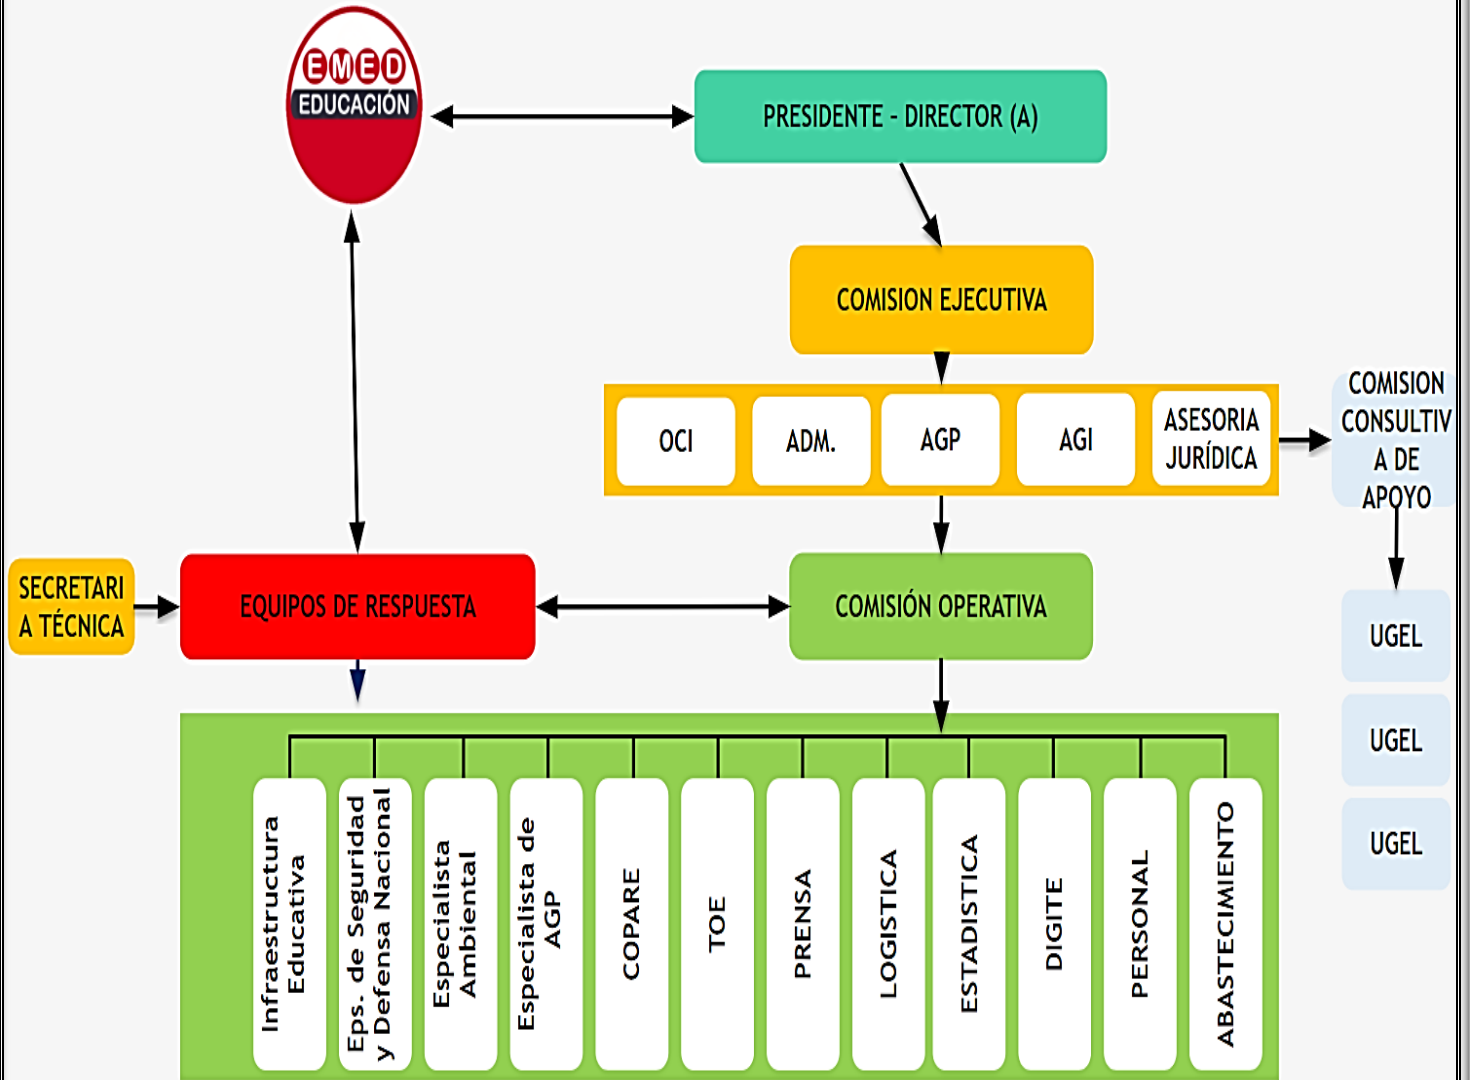 EMED
EDUCACIÓN
PRESIDENTE - DIRECTOR (A)
COMISION EJECUTIVA
OCI
ADM.
AGP
AGI
ASESORIA
JURÍDICA
COMISION
CONSULTIV
A DE
APOYO
SECRETARI
A TÉCNICA
EQUIPOS DE RESPUESTA
COMISIÓN OPERATIVA
UGEL
UGEL
UGEL
Infraestructura
Educativa
Eps. de Seguridad
y Defensa Nacional
Especialista
Ambiental
Especialista de
AGP
COPARE
TOE
PRENSA
LOGISTICA
ESTADISTICA
DIGITE
PERSONAL
ABASTECIMIENTO